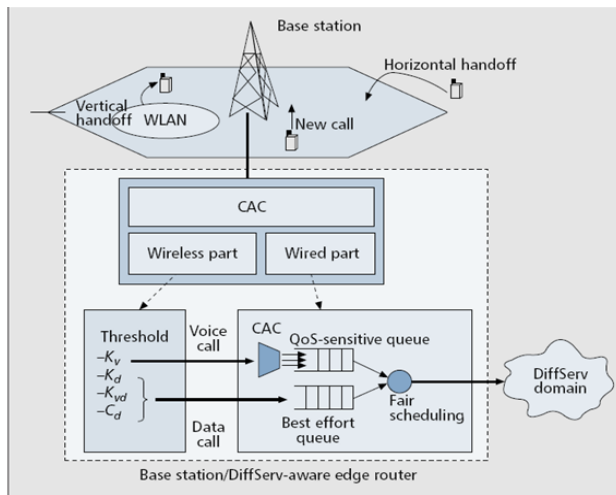 Base station
Horizontal handoff
Vertical
handoff
WLAN
New call
CAC
Wireless part
Wired part
Threshold
–Kv
–Kd
–Kvd
–Cd
Voice
call
Data
call
CAC
QoS-sensitive queue
Best effort
queue
Fair
scheduling
DiffServ
domain
Base station/DiffServ-aware edge router